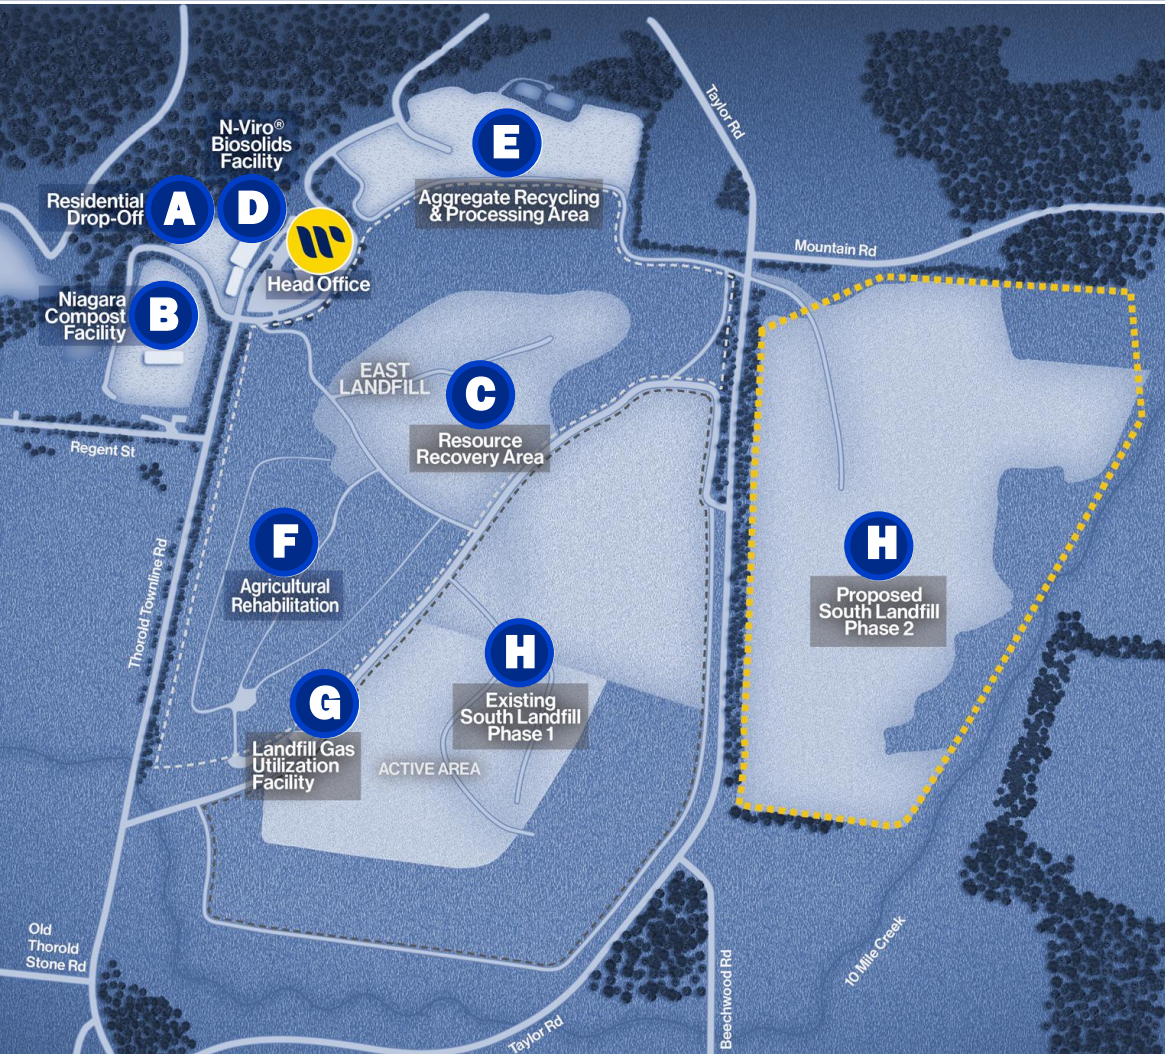 Taylor Rd
N-Viro®
Biosolids
Facility
E
Residential
Drop-Off
A
D
Aggregate Recycling
& Processing Area
W
Head Office
Mountain Rd
Niagara
Compost
Facility
B
EAST
LANDFILL
C
Resource
Recovery Area
Regent St
F
Agricultural
Rehabilitation
H
Proposed
South Landfill
Phase 2
Thorold Townline Rd
H
Existing
South Landfill
Phase 1
G
Landfill Gas
Utilization
Facility
ACTIVE AREA
Old
Thorold
Stone Rd
10 Mile Creek
Beechwood Rd
Taylor Rd